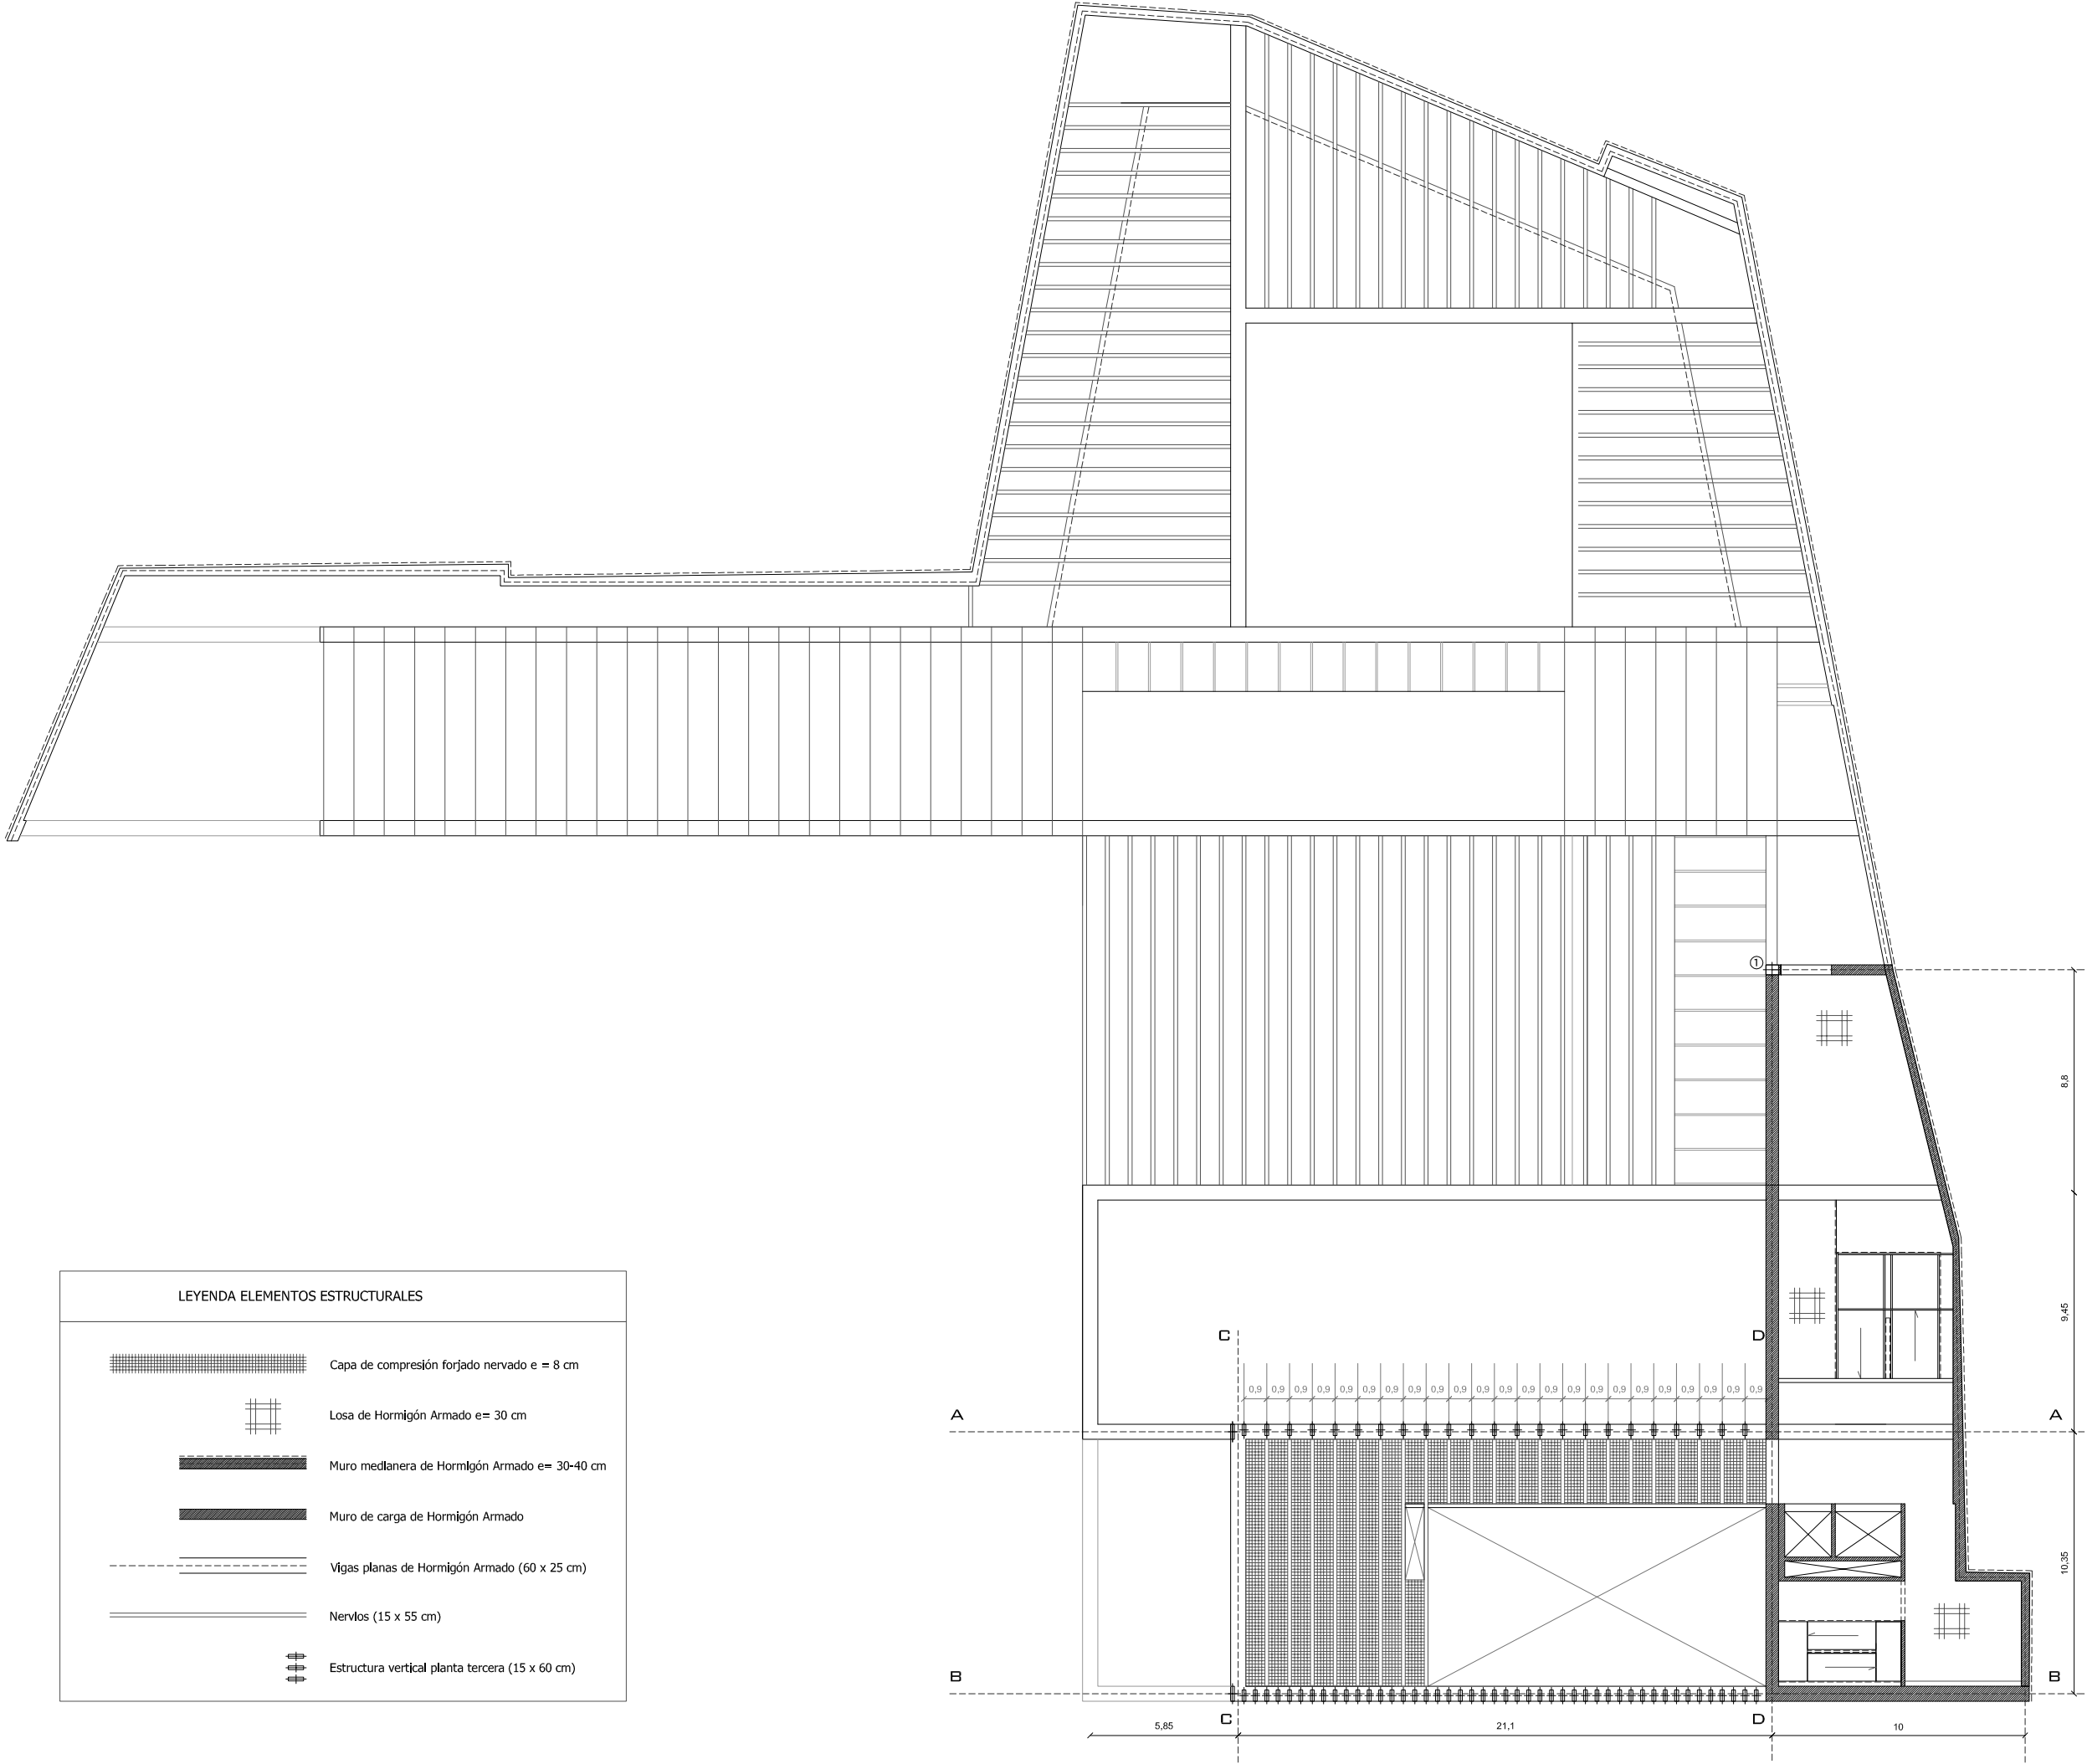 ①
8,8
9,45
C
D
0,9 0,9 0,9 0,9 0,9 0,9 0,9 0,9 0,9 0,9 0,9 0,9 0,9 0,9 0,9 0,9 0,9 0,9 0,9 0,9 0,9 0,9 0,9
A
A
10,35
B
B
C
D
5,85
21,1
10
LEYENDA ELEMENTOS ESTRUCTURALES
Capa de compresión forjado nervado e = 8 cm
Losa de Hormigón Armado e= 30 cm
Muro medianera de Hormigón Armado e= 30-40 cm
Muro de carga de Hormigón Armado
Vigas planas de Hormigón Armado (60 x 25 cm)
Nervios (15 x 55 cm)
Estructura vertical planta tercera (15 x 60 cm)